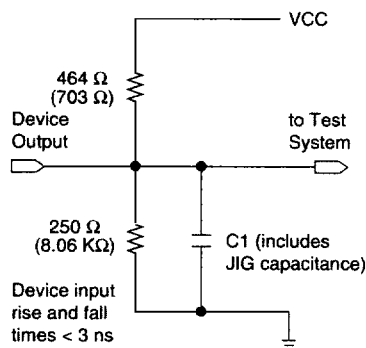 VCC
464 Ω
(703 Ω)
Device
Output
to Test
System
250 Ω
(8.06 KΩ)
C1 (includes
JIG capacitance)
Device input
rise and fall
times < 3 ns